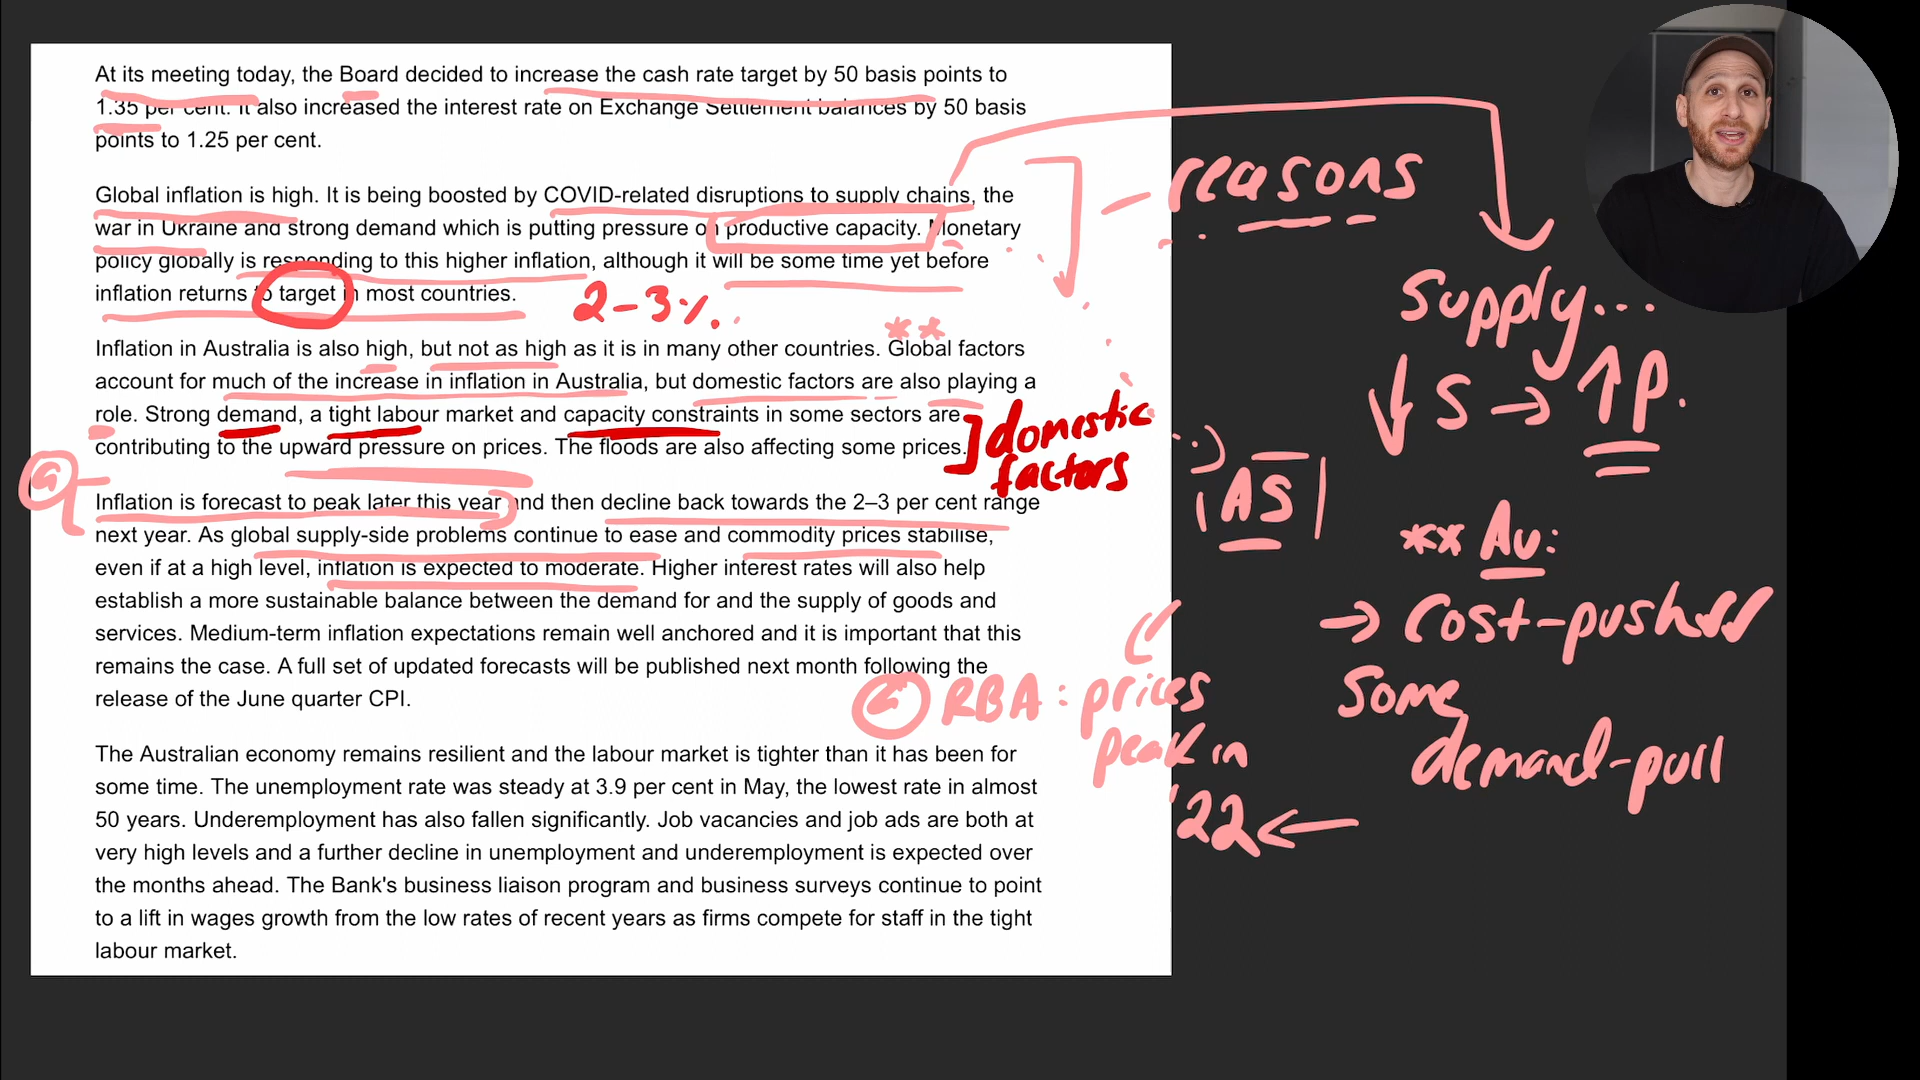 At its meeting today, the Board decided to increase the cash rate target by 50 basis points to
1.35 per cent. It also increased the interest rate on Exchange Settlement balances by 50 basis
points to 1.25 per cent.
Global inflation is high. It is being boosted by COVID-related disruptions to supply chains, the
war in Ukraine and strong demand which is putting pressure on productive capacity. Monetary
policy globally is responding to this higher inflation, although it will be some time yet before
inflation returns to target in most countries.
2-3%.
**
Inflation in Australia is also high, but not as high as it is in many other countries. Global factors
account for much of the increase in inflation in Australia, but domestic factors are also playing a
role. Strong demand, a tight labour market and capacity constraints in some sectors are
contributing to the upward pressure on prices. The floods are also affecting some prices.
domestic
factors
Inflation is forecast to peak later this year and then decline back towards the 2–3 per cent range
next year. As global supply-side problems continue to ease and commodity prices stabilise,
even if at a high level, inflation is expected to moderate. Higher interest rates will also help
establish a more sustainable balance between the demand for and the supply of goods and
services. Medium-term inflation expectations remain well anchored and it is important that this
remains the case. A full set of updated forecasts will be published next month following the
release of the June quarter CPI.
The Australian economy remains resilient and the labour market is tighter than it has been for
some time. The unemployment rate was steady at 3.9 per cent in May, the lowest rate in almost
50 years. Underemployment has also fallen significantly. Job vacancies and job ads are both at
very high levels and a further decline in unemployment and underemployment is expected over
the months ahead. The Bank's business liaison program and business surveys continue to point
to a lift in wages growth from the low rates of recent years as firms compete for staff in the tight
labour market.
- reasons
Supply...
↓ S → ↑ P.
AS
** Au:
→ Cost-push
Some
demand-pull
RBA: prices
peak in
'22 ←